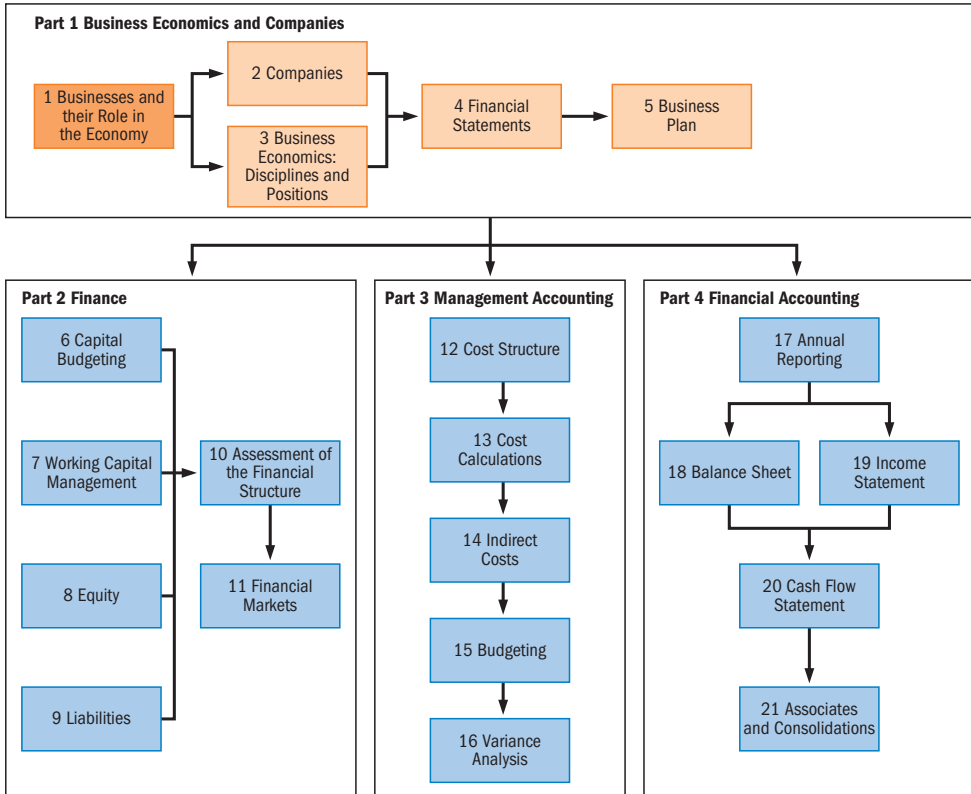 Part 1 Business Economics and Companies
1 Businesses and
their Role in
the Economy
2 Companies
3 Business
Economics:
Disciplines and
Positions
4 Financial
Statements
5 Business
Plan
Part 2 Finance
6 Capital
Budgeting
7 Working Capital
Management
8 Equity
9 Liabilities
10 Assessment of
the Financial
Structure
11 Financial
Markets
Part 3 Management Accounting
12 Cost Structure
13 Cost
Calculations
14 Indirect
Costs
15 Budgeting
16 Variance
Analysis
Part 4 Financial Accounting
17 Annual
Reporting
18 Balance Sheet
19 Income
Statement
20 Cash Flow
Statement
21 Associates
and Consolidations